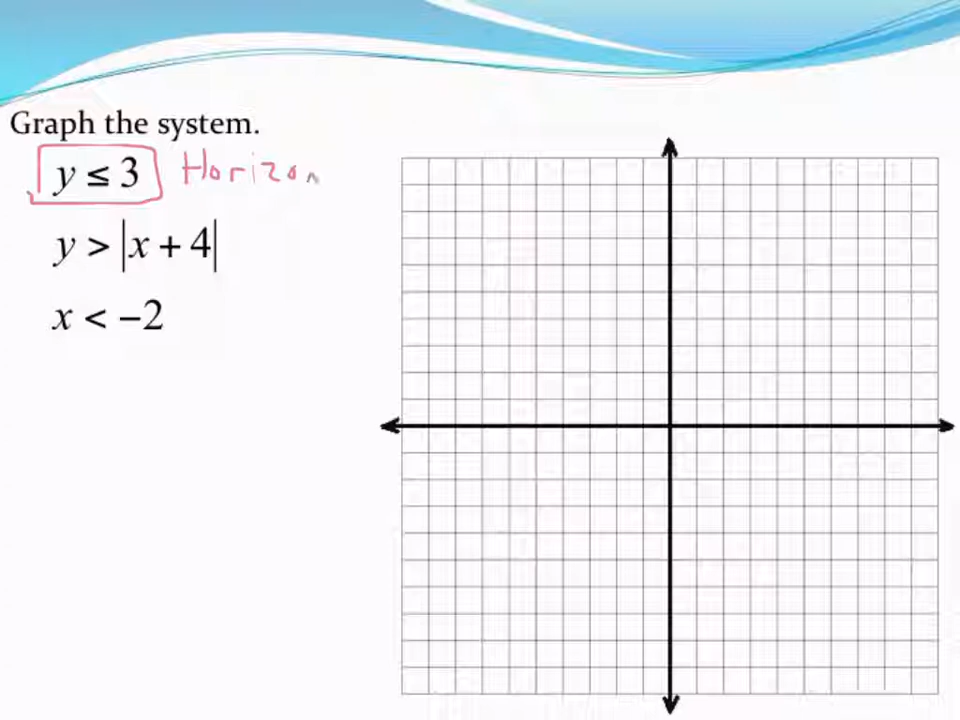 Graph the system.
y ≤ 3 Horizon
y > |x + 4|
x < −2